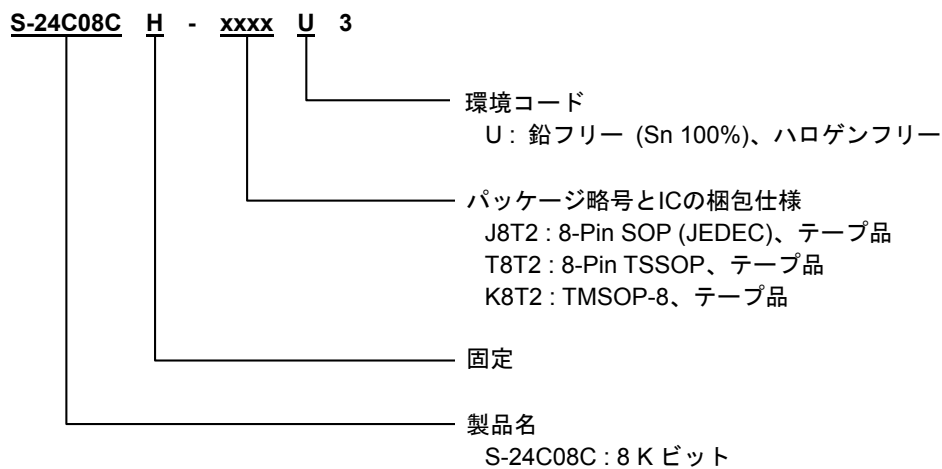 S-24C08C H - xxxx U 3
環境コード
U : 鉛フリー (Sn 100%)、ハロゲンフリー
パッケージ略号とICの梱包仕様
J8T2 : 8-Pin SOP (JEDEC)、テープ品
T8T2 : 8-Pin TSSOP、テープ品
K8T2 : TMSOP-8、テープ品
固定
製品名
S-24C08C : 8 K ビット